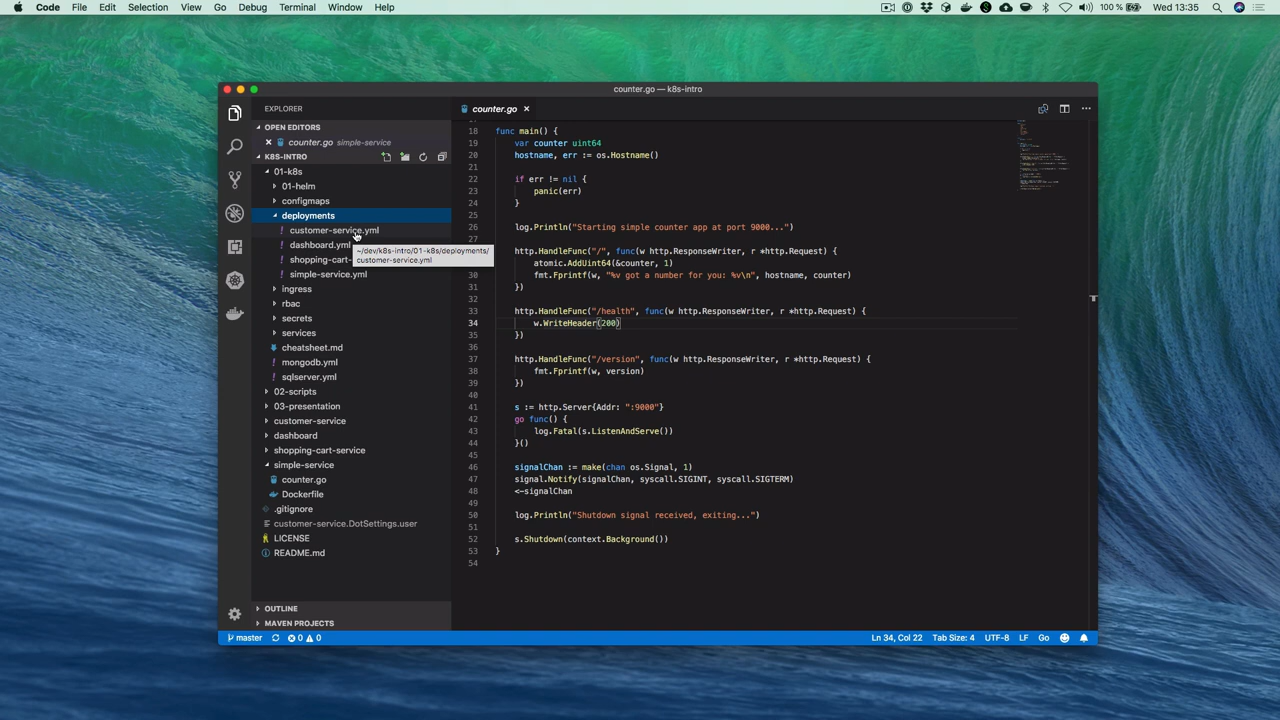 Code File Edit Selection View Go Debug Terminal Window Help
100 % Wed 13:35
counter.go — k8s-intro
EXPLORER
OPEN EDITORS
counter.go simple-service
K8S-INTRO
01-k8s
01-helm
configmaps
deployments
customer-service.yml
dashboard.yml
shopping-cart-
simple-service.yml
~/dev/k8s-intro/01-k8s/deployments/
customer-service.yml
ingress
rbac
secrets
services
cheatsheet.md
mongodb.yml
sqlserver.yml
02-scripts
03-presentation
customer-service
dashboard
shopping-cart-service
simple-service
counter.go
Dockerfile
.gitignore
customer-service.DotSettings.user
LICENSE
README.md
OUTLINE
MAVEN PROJECTS
counter.go
18 func main() {
19 var counter uint64
20 hostname, err := os.Hostname()
21
22 if err != nil {
23 panic(err)
24 }
25
26 log.Println("Starting simple counter app at port 9000...")
http.HandleFunc("/", func(w http.ResponseWriter, r *http.Request) {
atomic.AddUint64(&counter, 1)
30 fmt.Fprintf(w, "%v got a number for you: %v\n", hostname, counter)
31 })
32
33 http.HandleFunc("/health", func(w http.ResponseWriter, r *http.Request) {
34 w.WriteHeader(200)
35 })
36
37 http.HandleFunc("/version", func(w http.ResponseWriter, r *http.Request) {
38 fmt.Fprintf(w, version)
39 })
40
41 s := http.Server{Addr: ":9000"}
42 go func() {
43 log.Fatal(s.ListenAndServe())
44 }()
45
46 signalChan := make(chan os.Signal, 1)
47 signal.Notify(signalChan, syscall.SIGINT, syscall.SIGTERM)
48 <-signalChan
49
50 log.Println("Shutdown signal received, exiting...")
51
52 s.Shutdown(context.Background())
53 }
54
master 0 0
Ln 34, Col 22 Tab Size: 4 UTF-8 LF Go